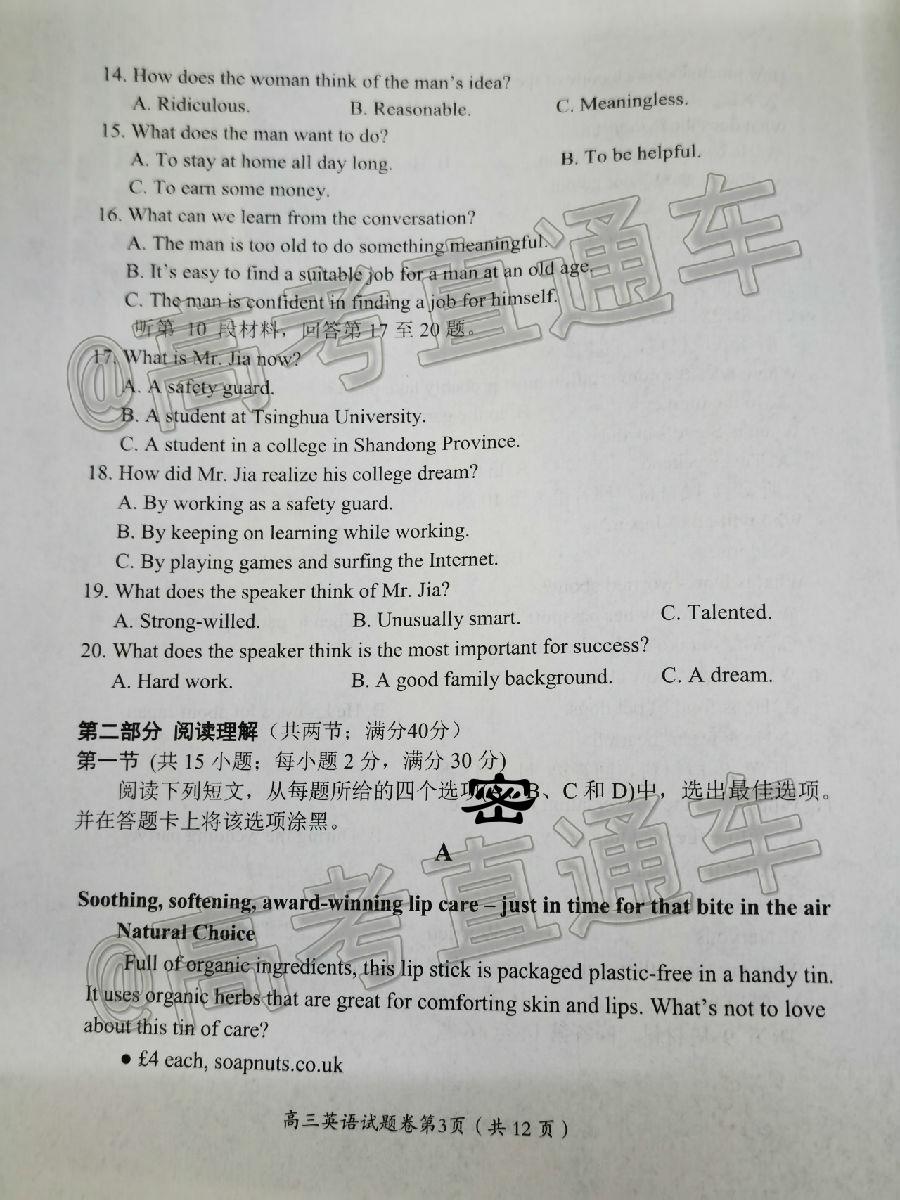 14. How does the woman think of the man's idea?
A. Ridiculous. B. Reasonable. C. Meaningless.
15. What does the man want to do?
A. To stay at home all day long. B. To be helpful.
C. To earn some money.
16. What can we learn from the conversation?
A. The man is too old to do something meaningful.
B. It's easy to find a suitable job for a man at an old age.
C. The man is confident in finding a job for himself.
听第 10 段材料，回答第 17 至 20 题。
17. What is Mr. Jia now?
A. A safety guard.
B. A student at Tsinghua University.
C. A student in a college in Shandong Province.
18. How did Mr. Jia realize his college dream?
A. By working as a safety guard.
B. By keeping on learning while working.
C. By playing games and surfing the Internet.
19. What does the speaker think of Mr. Jia?
A. Strong-willed. B. Unusually smart. C. Talented.
20. What does the speaker think is the most important for success?
A. Hard work. B. A good family background. C. A dream.
第二部分 阅读理解（共两节；满分40分）
第一节 (共 15 小题；每小题 2 分，满分 30 分)
阅读下列短文，从每题所给的四个选项 B、C 和 D)中，选出最佳选项。
密
并在答题卡上将该选项涂黑。
A
Soothing, softening, award-winning lip care – just in time for that bite in the air
Natural Choice
Full of organic ingredients, this lip stick is packaged plastic-free in a handy tin.
It uses organic herbs that are great for comforting skin and lips. What's not to love
about this tin of care?
● £4 each, soapnuts.co.uk
高三英语试题卷第3页（共 12 页）
@高考直通车
@高考直通车